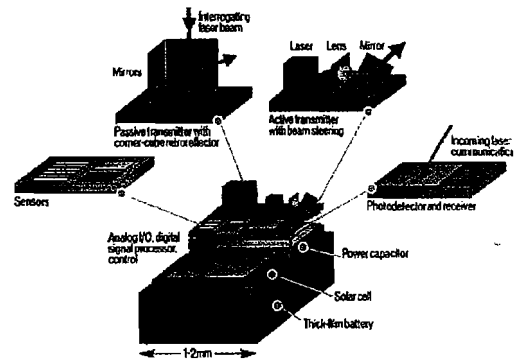 Interrogating
laser beam
Mirrors
Laser Lens Mirror
Passive transmitter with
corner-cube retroreflector
Active transmitter
with beam steering
Incoming laser
communication
Sensors
Photodetector and receiver
Analog I/O, digital
signal processor,
control
Power capacitor
Solar cell
Thick-film battery
1-2mm